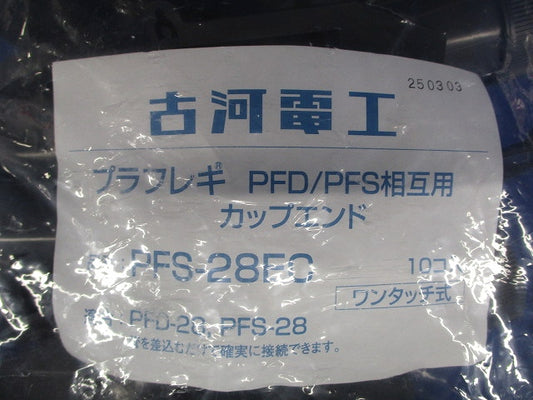 250303
古河電工
プラフレキ® PFD/PFS相互用
カップエンド
PFS-28EC 10コ入
ワンタッチ式
PFD-28, PFS-28
を差込むだけで確実に接続できます。